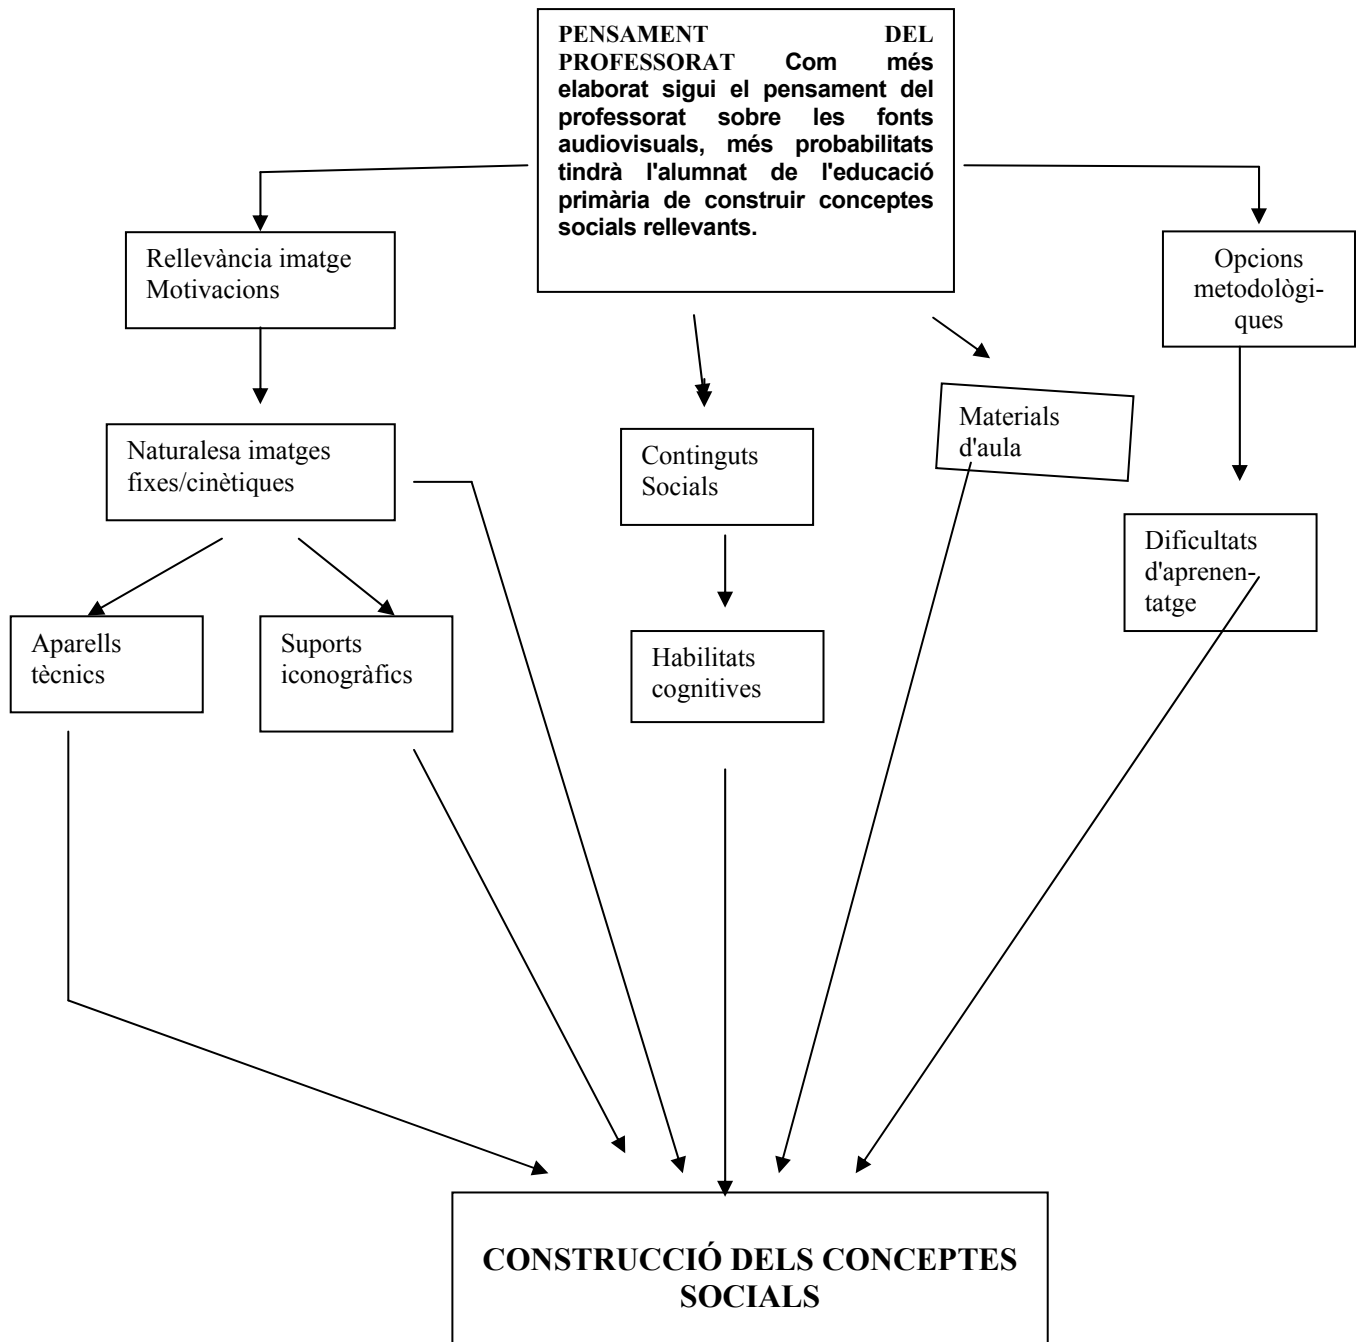 PENSAMENT DEL
PROFESSORAT Com més
elaborat sigui el pensament del
professorat sobre les fonts
audiovisuals, més probabilitats
tindrà l'alumnat de l'educació
primària de construir conceptes
socials rellevants.
Rellevància imatge
Motivacions
Opcions
metodològi-
ques
Naturalesa imatges
fixes/cinètiques
Continguts
Socials
Materials
d'aula
Dificultats
d'aprenen-
tatge
Aparells
tècnics
Suports
iconogràfics
Habilitats
cognitives
CONSTRUCCIÓ DELS CONCEPTES
SOCIALS